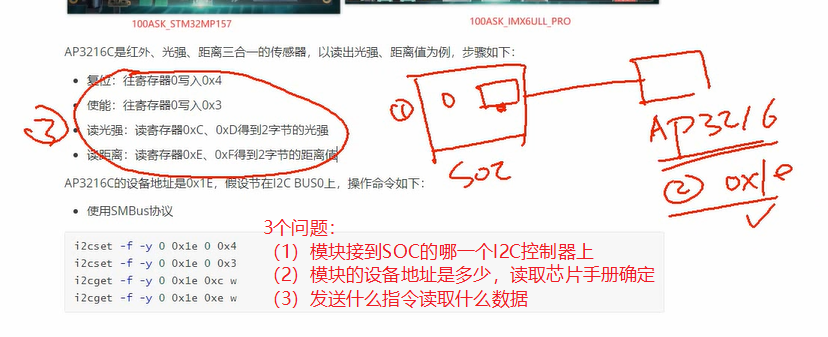 100ASK_STM32MP157
100ASK_IMX6ULL_PRO
AP3216C是红外、光强、距离三合一的传感器，以读出光强、距离值为例，步骤如下：
复位：往寄存器0写入0x4
使能：往寄存器0写入0x3
读光强：读寄存器0xC、0xD得到2字节的光强
读距离：读寄存器0xE、0xF得到2字节的距离值
③
①
0
SOC
AP3216
② 0x1e
AP3216C的设备地址是0x1E，假设节在I2C BUS0上，操作命令如下：
使用SMBus协议
i2cset -f -y 0 0x1e 0 0x4
i2cset -f -y 0 0x1e 0 0x3
i2cget -f -y 0 0x1e 0xc w
i2cget -f -y 0 0x1e 0xe w
3个问题：
（1）模块接到SOC的哪一个I2C控制器上
（2）模块的设备地址是多少，读取芯片手册确定
（3）发送什么指令读取什么数据